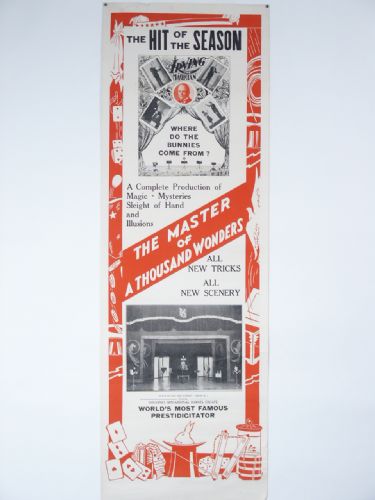 THE HIT OF THE SEASON
IRVING
MAGICIAN
WHERE
DO THE
BUNNIES
COME FROM?
A Complete Production of
Magic - Mysteries
Sleight of Hand
and
Illusions
THE MASTER
OF
A THOUSAND WONDERS
ALL
NEW TRICKS
ALL
NEW SCENERY
WORLD'S MOST FAMOUS
PRESTIDIGITATOR